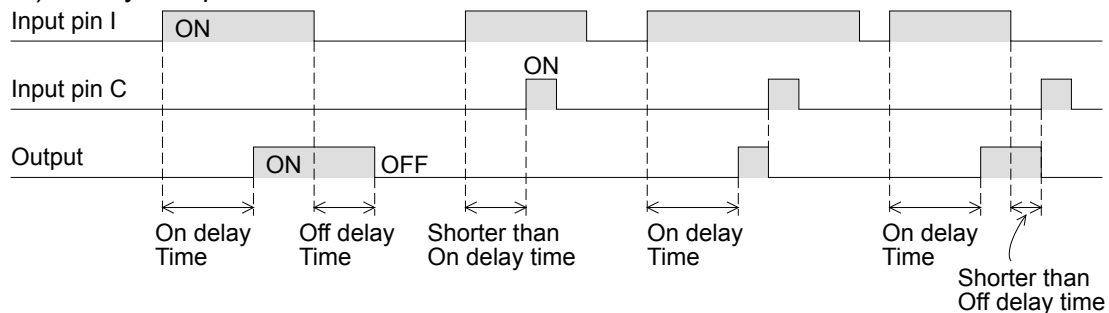 Input pin I
ON
Input pin C
ON
Output
ON
OFF
On delay
Time
Off delay
Time
Shorter than
On delay time
On delay
Time
On delay
Time
Shorter than
Off delay time